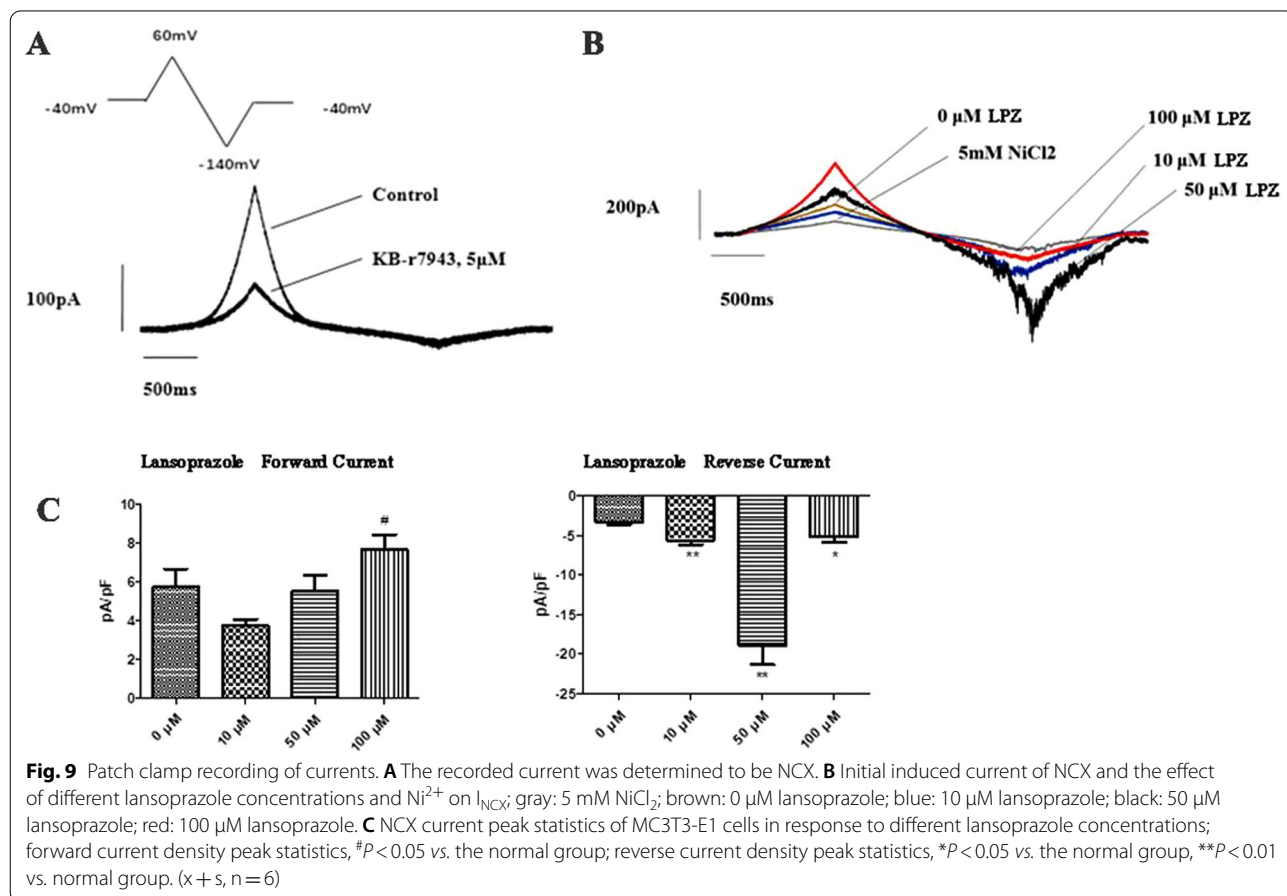 A
60mV
-40mV
-40mV
-140mV
Control
KB-r7943, 5µM
100pA
500ms
B
0 µM LPZ
100 µM LPZ
5mM NiCl2
10 µM LPZ
50 µM LPZ
200pA
500ms
C
Lansoprazole Forward Current
10
8
6
4
2
0
pA/pF
#
0 µM
10 µM
50 µM
100 µM
Lansoprazole Reverse Current
0
-5
-10
-15
-20
-25
pA/pF
**
**
*
0 µM
10 µM
50 µM
100 µM
Fig. 9 Patch clamp recording of currents. A The recorded current was determined to be NCX. B Initial induced current of NCX and the effect
of different lansoprazole concentrations and Ni²⁺ on I_NCX; gray: 5 mM NiCl₂; brown: 0 µM lansoprazole; blue: 10 µM lansoprazole; black: 50 µM
lansoprazole; red: 100 µM lansoprazole. C NCX current peak statistics of MC3T3-E1 cells in response to different lansoprazole concentrations;
forward current density peak statistics, #P < 0.05 vs. the normal group; reverse current density peak statistics, *P < 0.05 vs. the normal group, **P < 0.01
vs. normal group. (x + s, n = 6)